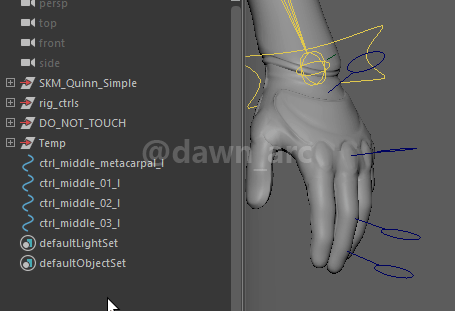 persp
top
front
side
SKM_Quinn_Simple
rig_ctrls
DO_NOT_TOUCH
Temp
@dawn_arc
ctrl_middle_metacarpal_l
ctrl_middle_01_l
ctrl_middle_02_l
ctrl_middle_03_l
defaultLightSet
defaultObjectSet